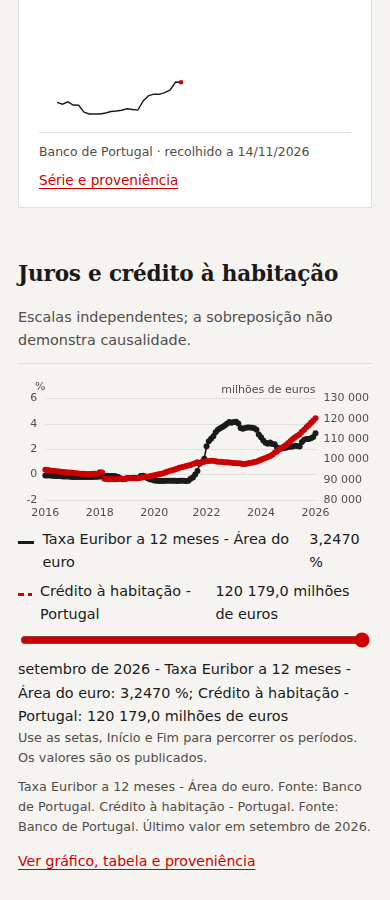 Banco de Portugal · recolhido a 14/11/2026
Série e proveniência
Juros e crédito à habitação
Escalas independentes; a sobreposição não
demonstra causalidade.
%
milhões de euros
6
130 000
4
120 000
110 000
2
100 000
0
90 000
-2
80 000
2016
2018
2020
2022
2024
2026
Taxa Euribor a 12 meses - Área do
euro
3,2470
%
Crédito à habitação -
Portugal
120 179,0 milhões
de euros
setembro de 2026 - Taxa Euribor a 12 meses -
Área do euro: 3,2470 %; Crédito à habitação -
Portugal: 120 179,0 milhões de euros
Use as setas, Início e Fim para percorrer os períodos.
Os valores são os publicados.
Taxa Euribor a 12 meses - Área do euro. Fonte: Banco
de Portugal. Crédito à habitação - Portugal. Fonte:
Banco de Portugal. Último valor em setembro de 2026.
Ver gráfico, tabela e proveniência